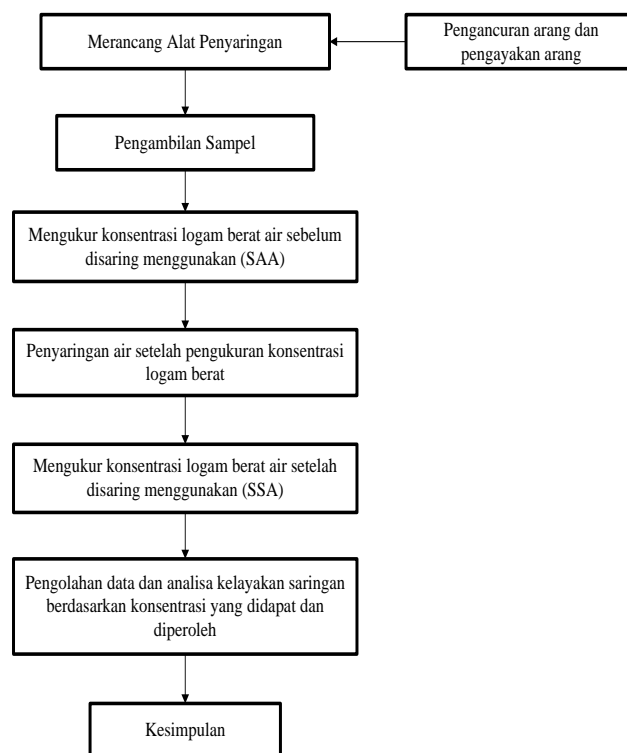 Merancang Alat Penyaringan
Pengancuran arang dan
pengayakan arang
Pengambilan Sampel
Mengukur konsentrasi logam berat air sebelum
disaring menggunakan (SAA)
Penyaringan air setelah pengukuran konsentrasi
logam berat
Mengukur konsentrasi logam berat air setelah
disaring menggunakan (SSA)
Pengolahan data dan analisa kelayakan saringan
berdasarkan konsentrasi yang didapat dan
diperoleh
Kesimpulan